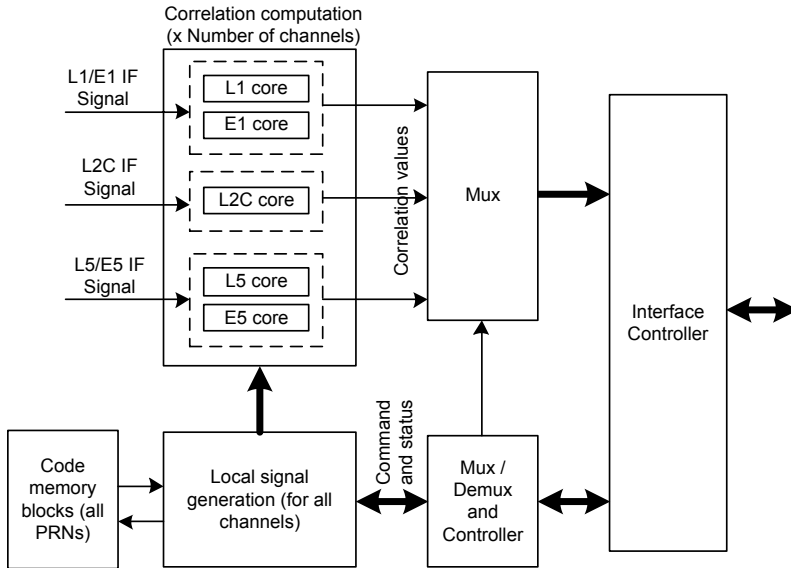 Correlation computation
(x Number of channels)
L1/E1 IF
Signal
L1 core
E1 core
L2C IF
Signal
L2C core
L5/E5 IF
Signal
L5 core
E5 core
Correlation values
Mux
Interface
Controller
Code
memory
blocks (all
PRNs)
Local signal
generation (for all
channels)
Command
and status
Mux /
Demux
and
Controller